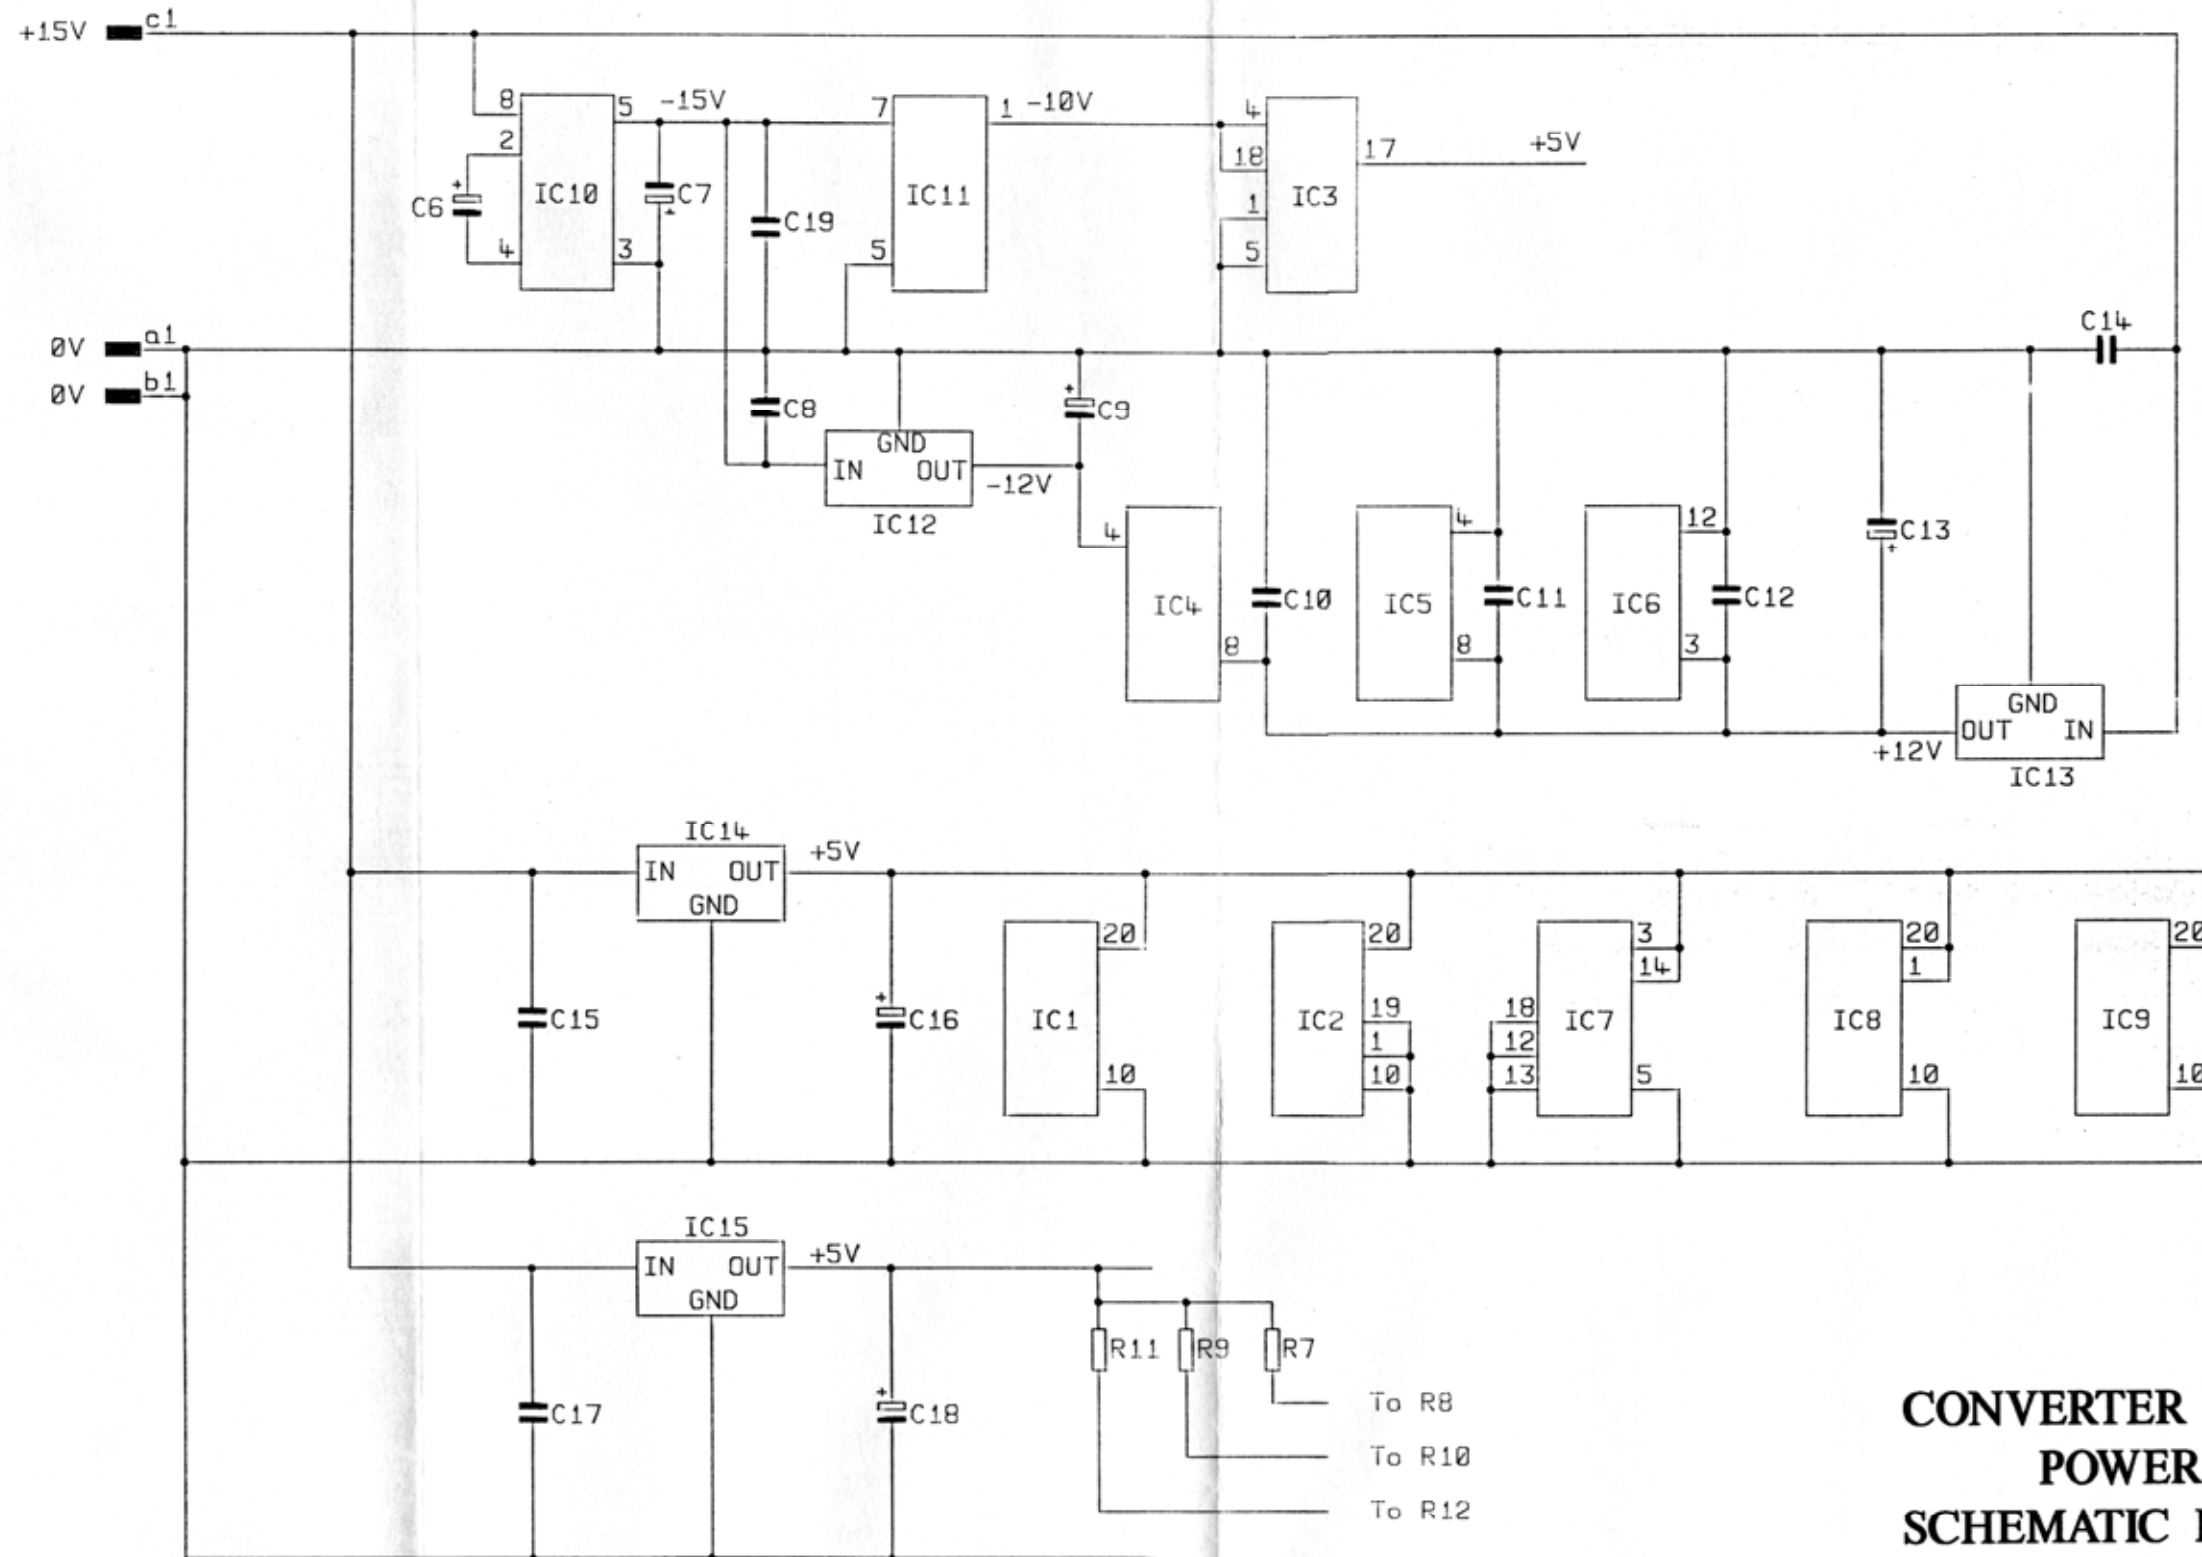 +15V c1
8 5 -15V 7 1 -10V 4
2 18 17 +5V
C6 + IC10 C7 C19 IC11 1 IC3
4 3 5 5
0V a1 C14
0V b1
C8 + C9
GND
IN OUT -12V
IC12
4 4 12 C13 +
IC4 C10 IC5 C11 IC6 C12
8 8 3
GND
OUT IN
+12V
IC13
IC14
IN OUT +5V
GND
20 20 3 20 20
14 1
C15 + C16 IC1 IC2 19 18 IC7 IC8 IC9
1 12
10 10 13 5 10 10
IC15
IN OUT +5V
GND
R11 R9 R7
C17 + C18
To R8
To R10
To R12
CONVERTER
POWER
SCHEMATIC